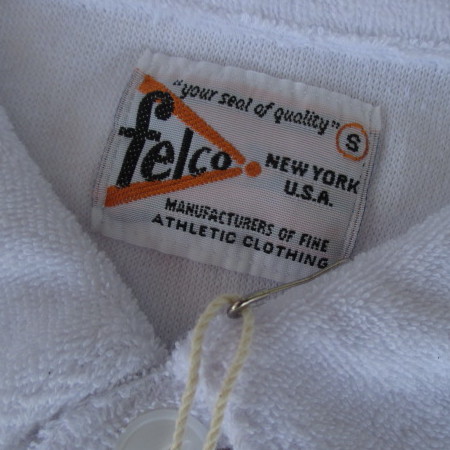 "your seal of quality"
S
felco
NEW YORK
U.S.A.
MANUFACTURERS OF FINE
ATHLETIC CLOTHING